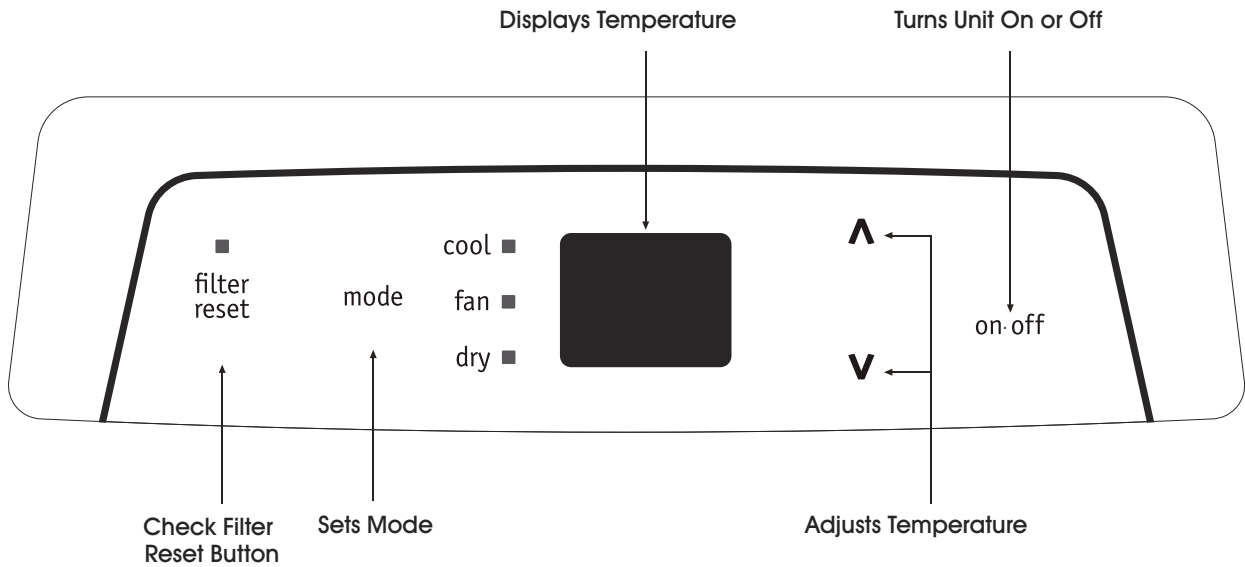 Displays Temperature
Turns Unit On or Off
filter
reset
mode
cool
fan
dry
on·off
Check Filter
Reset Button
Sets Mode
Adjusts Temperature